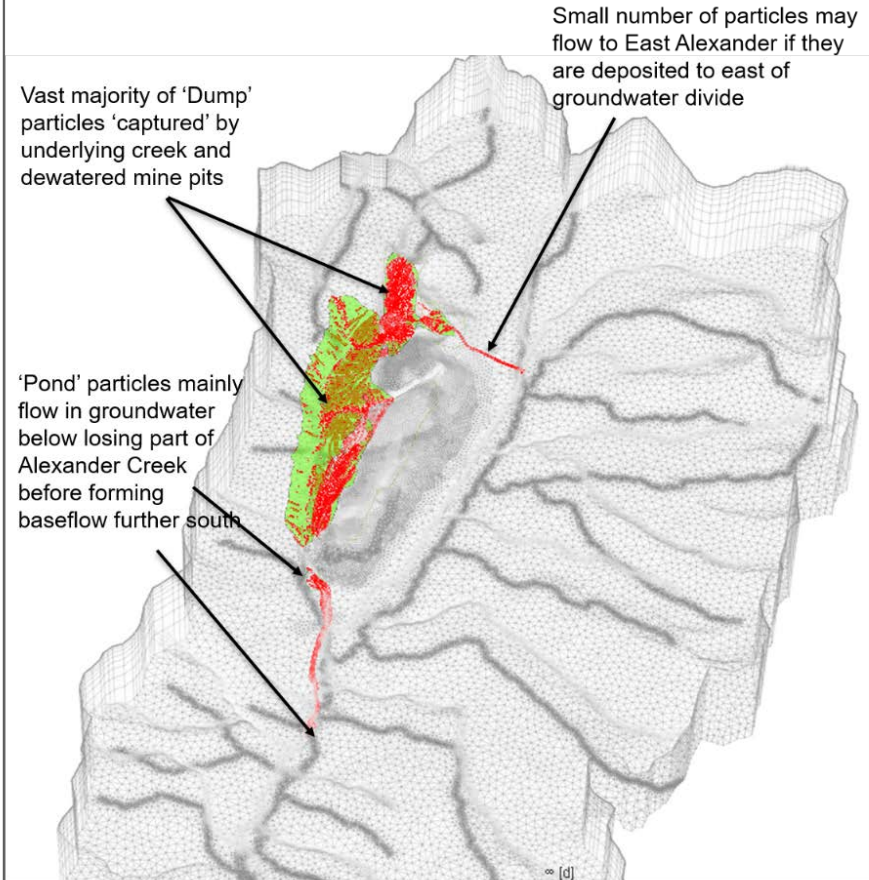 Small number of particles may
flow to East Alexander if they
are deposited to east of
groundwater divide
Vast majority of ‘Dump’
particles ‘captured’ by
underlying creek and
dewatered mine pits
‘Pond’ particles mainly
flow in groundwater
below losing part of
Alexander Creek
before forming
baseflow further south
∞ [d]